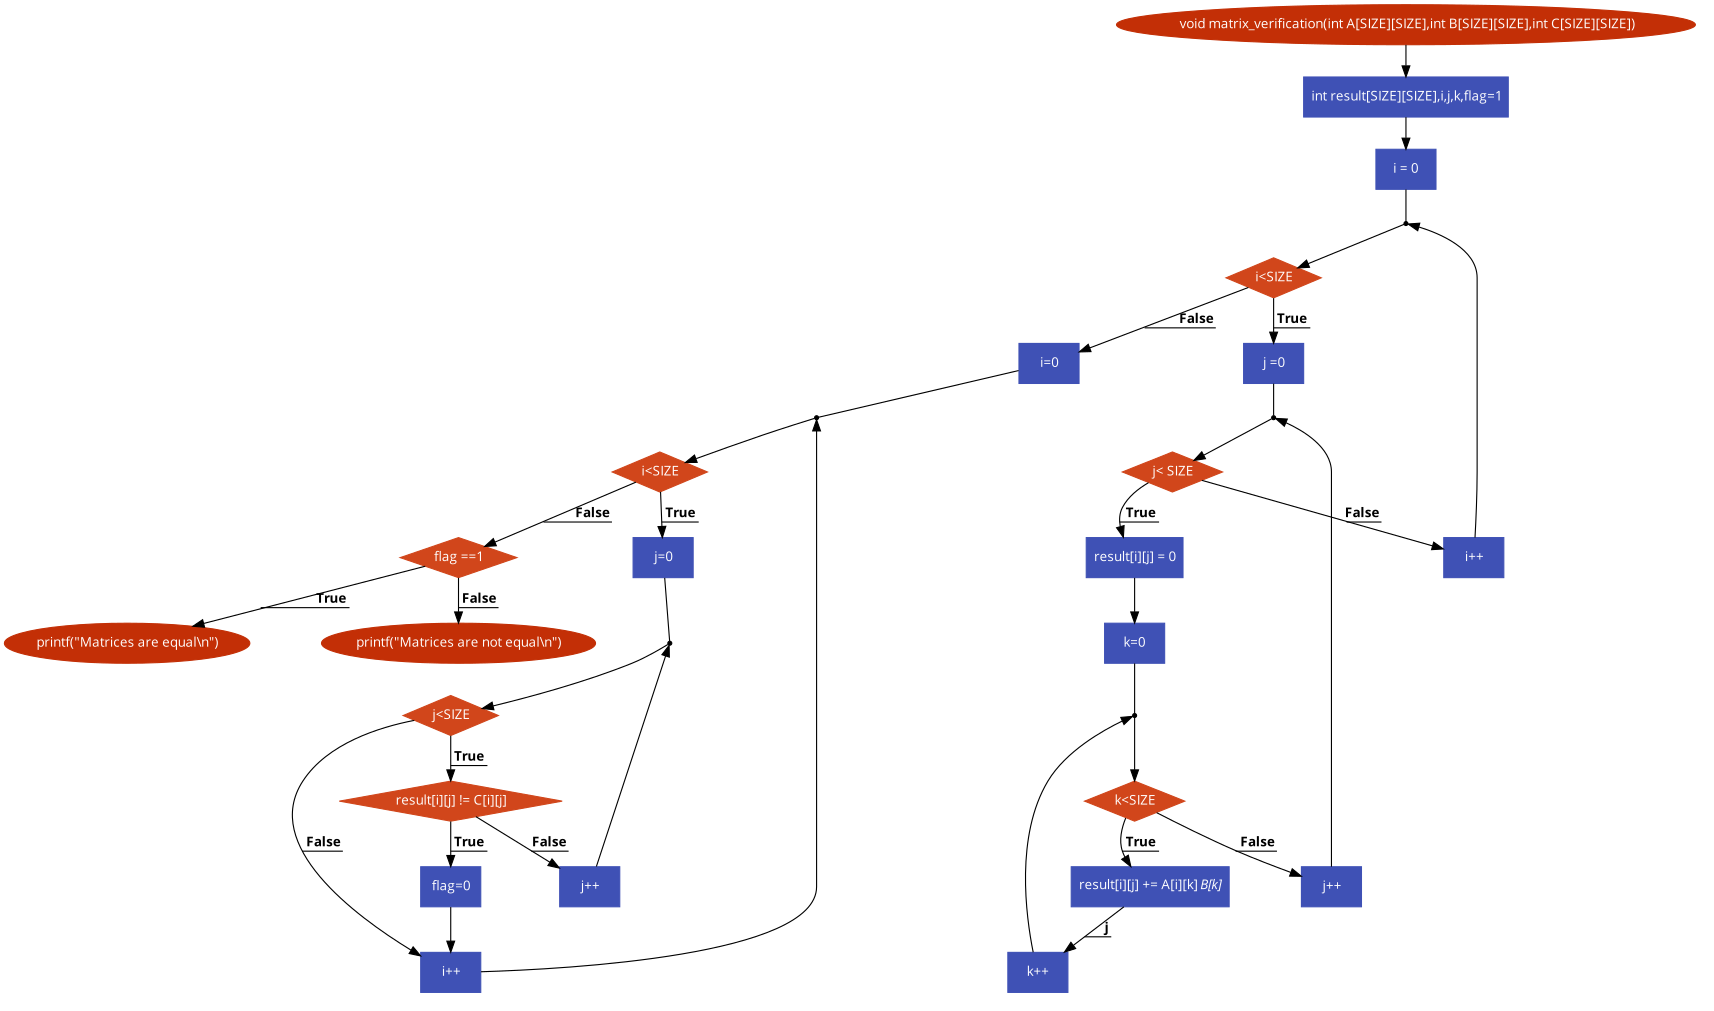 void matrix_verification(int A[SIZE][SIZE],int B[SIZE][SIZE],int C[SIZE][SIZE])
int result[SIZE][SIZE],i,j,k,flag=1
i = 0
i<SIZE
False
True
i=0
j =0
i<SIZE
j< SIZE
False
True
True
False
flag ==1
j=0
result[i][j] = 0
i++
True
False
printf("Matrices are equal\n")
printf("Matrices are not equal\n")
k=0
j<SIZE
True
result[i][j] != C[i][j]
k<SIZE
False
True
False
True
False
flag=0
j++
result[i][j] += A[i][k] B[k]
j++
j
i++
k++